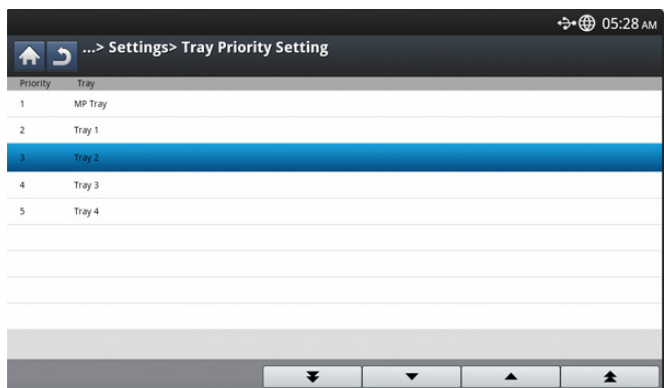 05:28 AM
...> Settings> Tray Priority Setting
Priority Tray
1 MP Tray
2 Tray 1
3 Tray 2
4 Tray 3
5 Tray 4